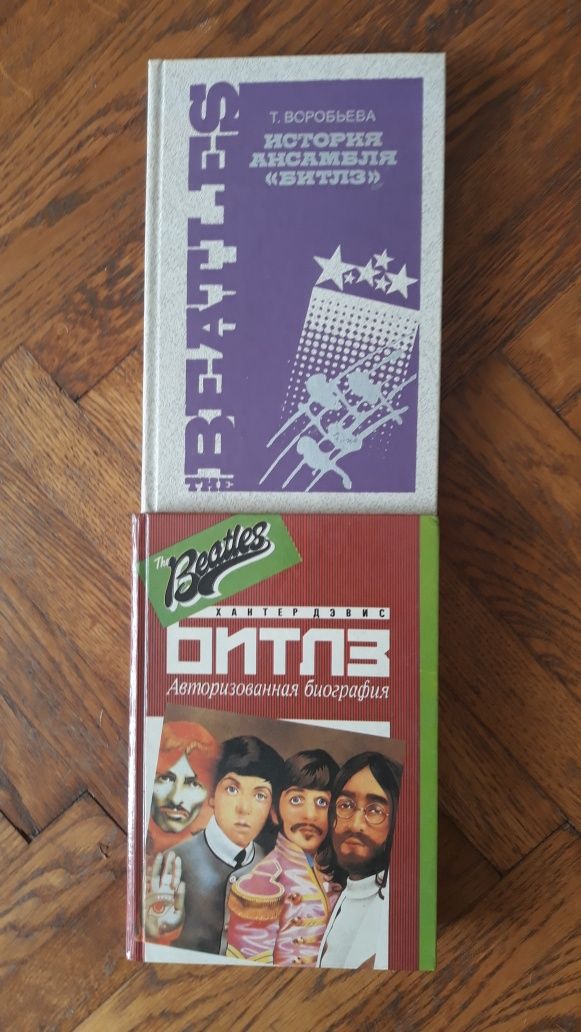 THE BEATLES
Т. ВОРОБЬЕВА
ИСТОРИЯ
АНСАМБЛЯ
«БИТЛЗ»
The Beatles
ХАНТЕР ДЭВИС
БИТЛЗ
Авторизованная биография